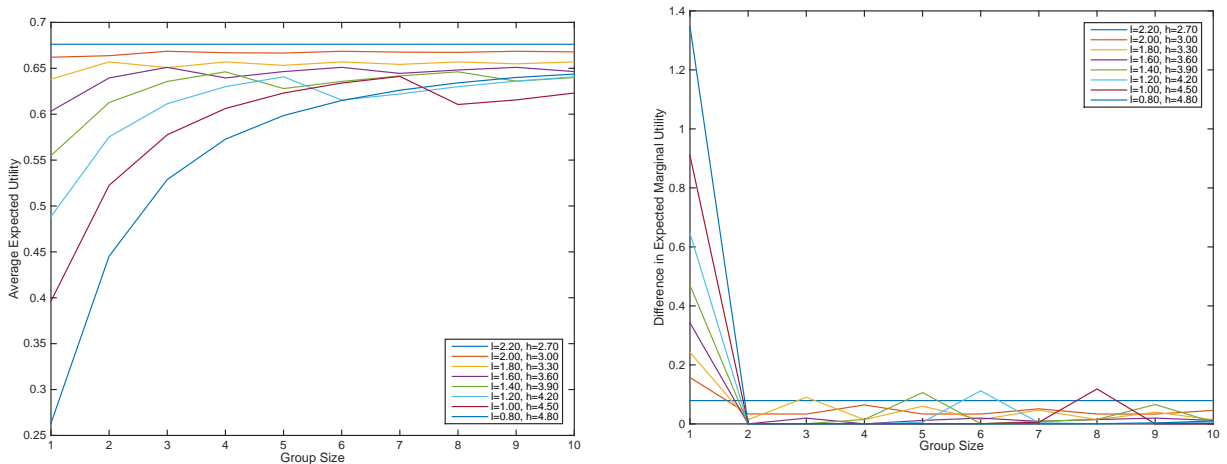 0.7
0.65
0.6
0.55
0.5
0.45
0.4
0.35
0.3
0.25
Average Expected Utility
1 2 3 4 5 6 7 8 9 10
Group Size
l=2.20, h=2.70
l=2.00, h=3.00
l=1.80, h=3.30
l=1.60, h=3.60
l=1.40, h=3.90
l=1.20, h=4.20
l=1.00, h=4.50
l=0.80, h=4.80
1.4
1.2
1
0.8
0.6
0.4
0.2
0
Difference in Expected Marginal Utility
1 2 3 4 5 6 7 8 9 10
Group Size
l=2.20, h=2.70
l=2.00, h=3.00
l=1.80, h=3.30
l=1.60, h=3.60
l=1.40, h=3.90
l=1.20, h=4.20
l=1.00, h=4.50
l=0.80, h=4.80